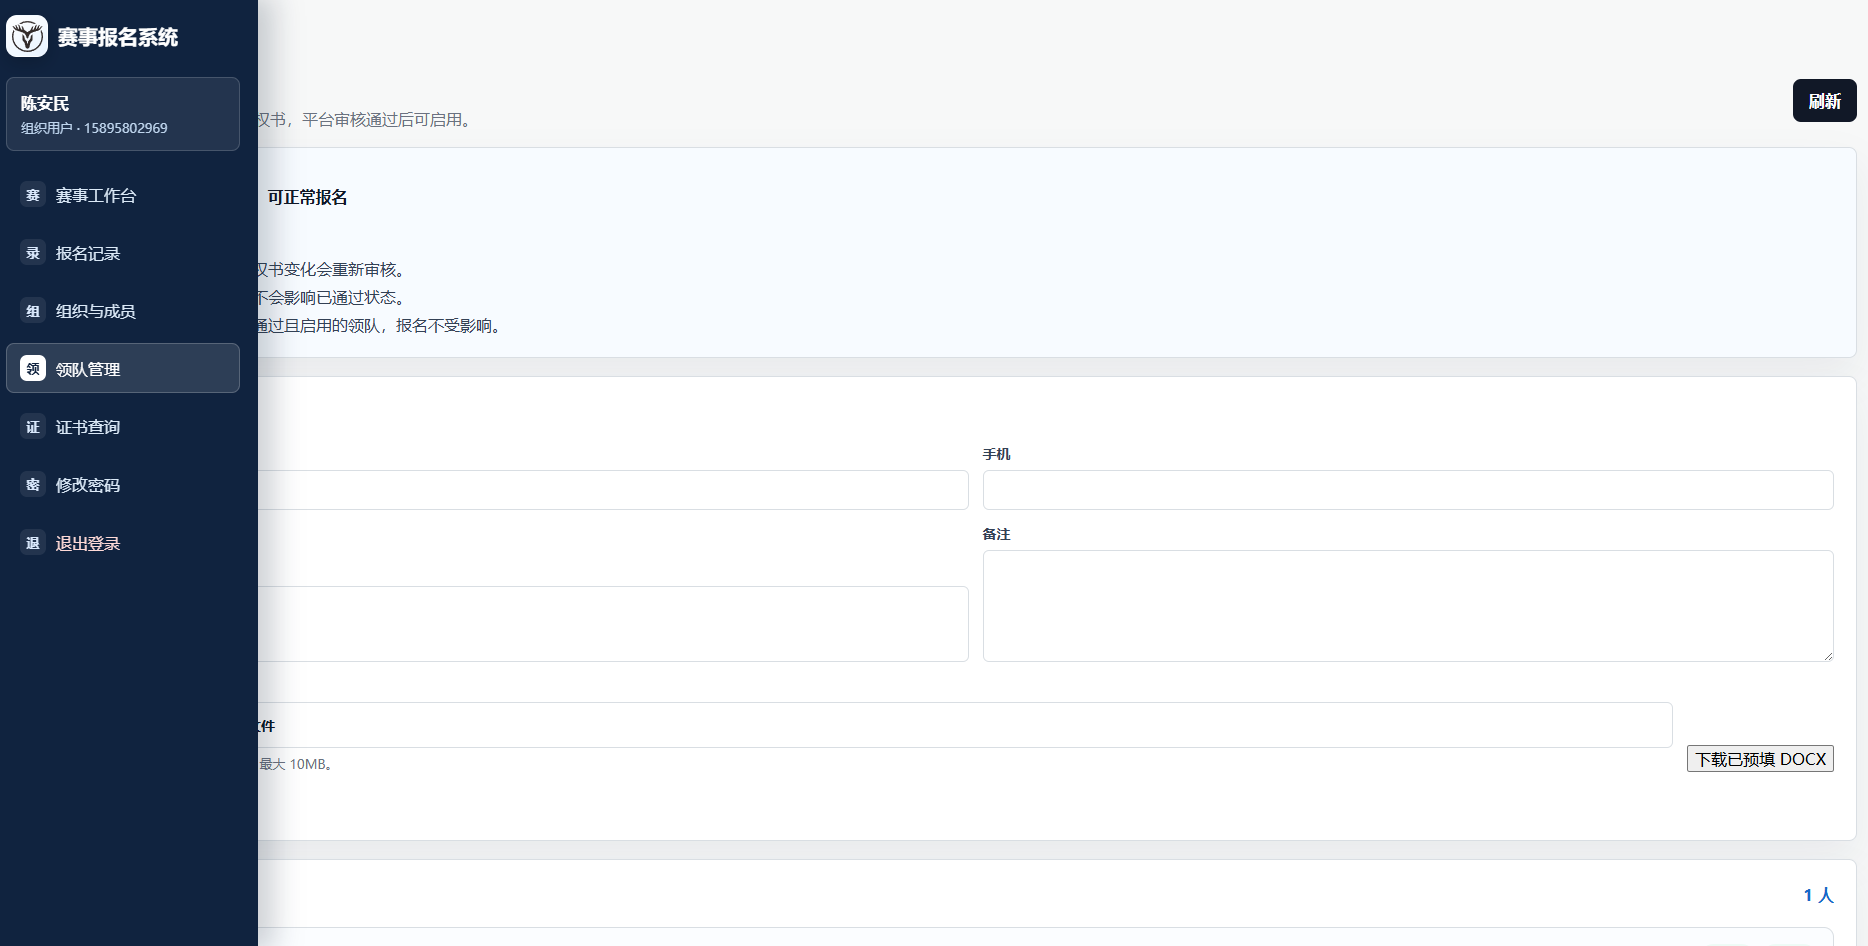 赛事报名系统
陈安民
组织用户 · 15895802969
赛 赛事工作台
录 报名记录
组 组织与成员
领 领队管理
证 证书查询
密 修改密码
退 退出登录
权书，平台审核通过后可启用。
刷新
可正常报名
权书变化会重新审核。
不会影响已通过状态。
通过且启用的领队，报名不受影响。
手机
备注
件
最大 10MB。
下载已预填 DOCX
1 人